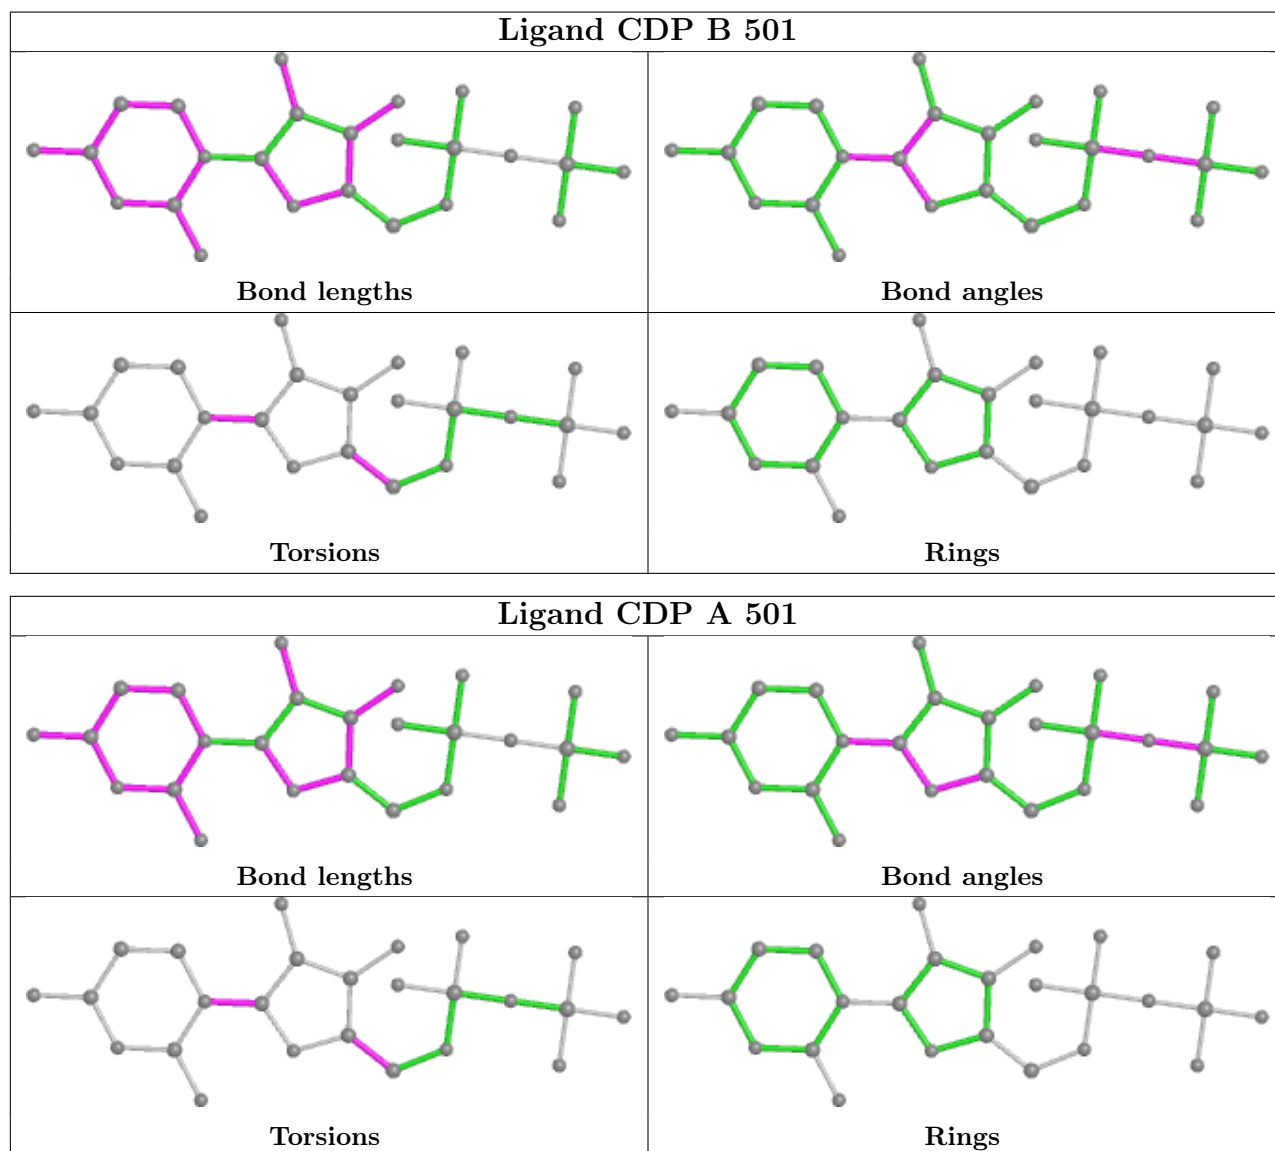 Ligand CDP B 501
Bond lengths
Bond angles
Torsions
Rings
Ligand CDP A 501
Bond lengths
Bond angles
Torsions
Rings